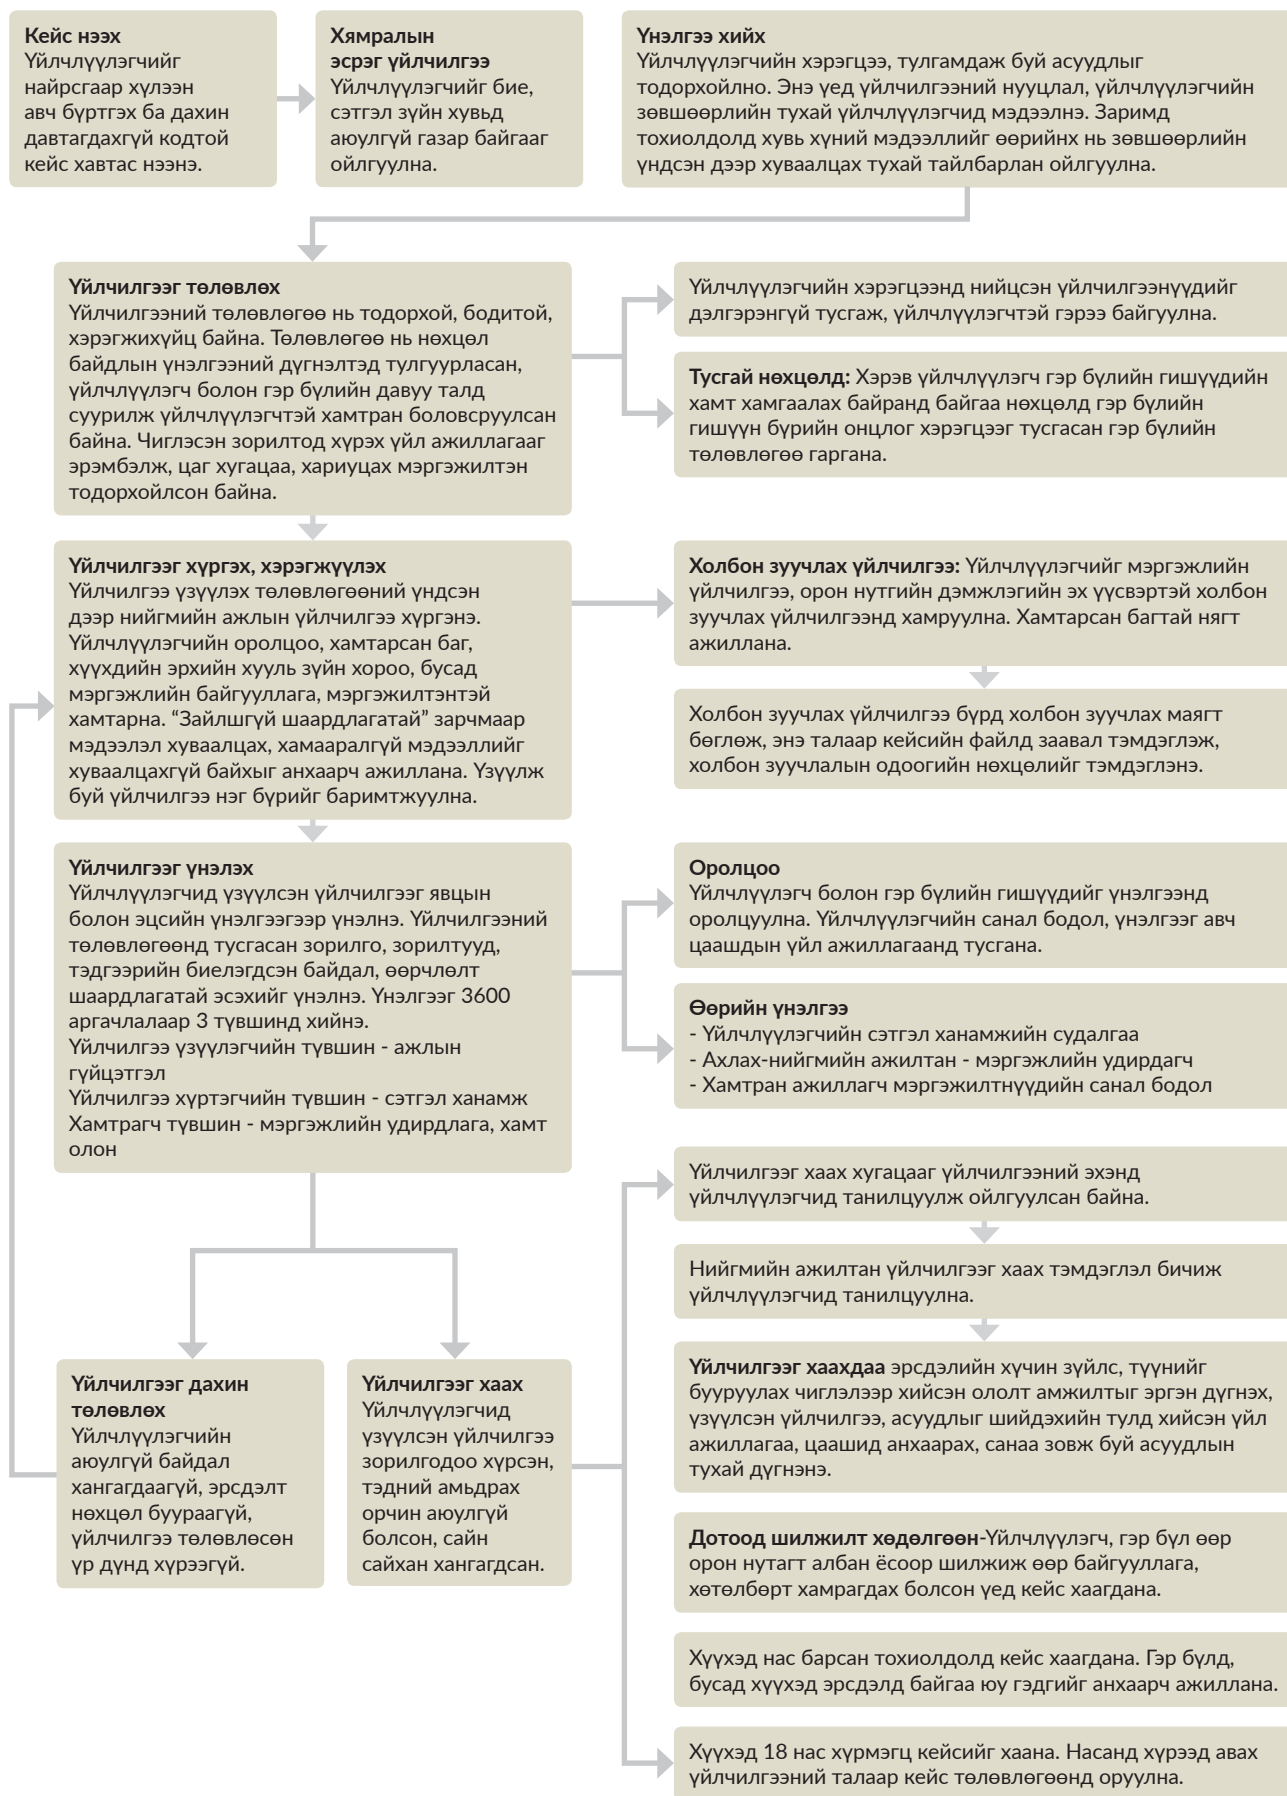 Кейс нээх
Үйлчлүүлэгчийг
найрсгаар хүлээн
авч бүртгэх ба дахин
давтагдахгүй кодтой
кейс хавтас нээнэ.
Хямралын
эсрэг үйлчилгээ
Үйлчлүүлэгчийг бие,
сэтгэл зүйн хувьд
аюулгүй газар байгааг
ойлгуулна.
Үнэлгээ хийх
Үйлчлүүлэгчийн хэрэгцээ, тулгамдаж буй асуудлыг
тодорхойлно. Энэ үед үйлчилгээний нууцлал, үйлчлүүлэгчийн
зөвшөөрлийн тухай үйлчлүүлэгчид мэдээлнэ. Заримд
тохиолдолд хувь хүний мэдээллийг өөрийнх нь зөвшөөрлийн
үндсэн дээр хуваалцах тухай тайлбарлан ойлгуулна.
Үйлчилгээг төлөвлөх
Үйлчилгээний төлөвлөгөө нь тодорхой, бодитой,
хэрэгжихүйц байна. Төлөвлөгөө нь нөхцөл
байдлын үнэлгээний дүгнэлтэд тулгуурласан,
үйлчлүүлэгч болон гэр бүлийн давуу талд
суурилж үйлчлүүлэгчтэй хамтран боловсруулсан
байна. Чиглэсэн зорилтод хүрэх үйл ажиллагааг
эрэмбэлж, цаг хугацаа, хариуцах мэргэжилтэн
тодорхойлсон байна.
Үйлчлүүлэгчийн хэрэгцээнд нийцсэн үйлчилгээнүүдийг
дэлгэрэнгүй тусгаж, үйлчлүүлэгчтэй гэрээ байгуулна.
Тусгай нөхцөлд: Хэрэв үйлчлүүлэгч гэр бүлийн гишүүдийн
хамт хамгаалах байранд байгаа нөхцөлд гэр бүлийн
гишүүн бүрийн онцлог хэрэгцээг тусгасан гэр бүлийн
төлөвлөгөө гаргана.
Үйлчилгээг хүргэх, хэрэгжүүлэх
Үйлчилгээ үзүүлэх төлөвлөгөөний үндсэн
дээр нийгмийн ажлын үйлчилгээ хүргэнэ.
Үйлчлүүлэгчийн оролцоо, хамтарсан баг,
хүүхдийн эрхийн хууль зүйн хороо, бусад
мэргэжлийн байгууллага, мэргэжилтэнтэй
хамтарна. “Зайлшгүй шаардлагатай” зарчмаар
мэдээлэл хуваалцах, хамааралгүй мэдээллийг
хуваалцахгүй байхыг анхаарч ажиллана. Үзүүлж
буй үйлчилгээ нэг бүрийг баримтжуулна.
Холбон зуучлах үйлчилгээ: Үйлчлүүлэгчийг мэргэжлийн
үйлчилгээ, орон нутгийн дэмжлэгийн эх үүсвэртэй холбон
зуучлах үйлчилгээнд хамруулна. Хамтарсан багтай нягт
ажиллана.
Холбон зуучлах үйлчилгээ бүрд холбон зуучлах маягт
бөглөж, энэ талаар кейсийн файлд заавал тэмдэглэж,
холбон зуучлалын одоогийн нөхцөлийг тэмдэглэнэ.
Үйлчилгээг үнэлэх
Үйлчлүүлэгчид үзүүлсэн үйлчилгээг явцын
болон эцсийн үнэлгээгээр үнэлнэ. Үйлчилгээний
төлөвлөгөөнд тусгасан зорилго, зорилтууд,
тэдгээрийн биелэгдсэн байдал, өөрчлөлт
шаардлагатай эсэхийг үнэлнэ. Үнэлгээг 3600
аргачлалаар 3 түвшинд хийнэ.
Үйлчилгээ үзүүлэгчийн түвшин - ажлын
гүйцэтгэл
Үйлчилгээ хүртэгчийн түвшин - сэтгэл ханамж
Хамтрагч түвшин - мэргэжлийн удирдлага, хамт
олон
Оролцоо
Үйлчлүүлэгч болон гэр бүлийн гишүүдийг үнэлгээнд
оролцуулна. Үйлчлүүлэгчийн санал бодол, үнэлгээг авч
цаашдын үйл ажиллагаанд тусгана.
Өөрийн үнэлгээ
- Үйлчлүүлэгчийн сэтгэл ханамжийн судалгаа
- Ахлах-нийгмийн ажилтан - мэргэжлийн удирдагч
- Хамтран ажиллагч мэргэжилтнүүдийн санал бодол
Үйлчилгээг хаах хугацааг үйлчилгээний эхэнд
үйлчлүүлэгчид танилцуулж ойлгуулсан байна.
Нийгмийн ажилтан үйлчилгээг хаах тэмдэглэл бичиж
үйлчлүүлэгчид танилцуулна.
Үйлчилгээг хаахдаа эрсдэлийн хүчин зүйлс, түүнийг
бууруулах чиглэлээр хийсэн ололт амжилтыг эргэн дүгнэх,
үзүүлсэн үйлчилгээ, асуудлыг шийдэхийн тулд хийсэн үйл
ажиллагаа, цаашид анхаарах, санаа зовж буй асуудлын
тухай дүгнэнэ.
Үйлчилгээг дахин
төлөвлөх
Үйлчлүүлэгчийн
аюулгүй байдал
хангагдаагүй, эрсдэлт
нөхцөл буураагүй,
үйлчилгээ төлөвлөсөн
үр дүнд хүрээгүй.
Үйлчилгээг хаах
Үйлчлүүлэгчид
үзүүлсэн үйлчилгээ
зорилгодоо хүрсэн,
тэдний амьдрах
орчин аюулгүй
болсон, сайн
сайхан хангагдсан.
Дотоод шилжилт хөдөлгөөн-Үйлчлүүлэгч, гэр бүл өөр
орон нутагт албан ёсоор шилжиж өөр байгууллага,
хөтөлбөрт хамрагдах болсон үед кейс хаагдана.
Хүүхэд нас барсан тохиолдолд кейс хаагдана. Гэр бүлд,
бусад хүүхэд эрсдэлд байгаа юу гэдгийг анхаарч ажиллана.
Хүүхэд 18 нас хүрмэгц кейсийг хаана. Насанд хүрээд авах
үйлчилгээний талаар кейс төлөвлөгөөнд оруулна.